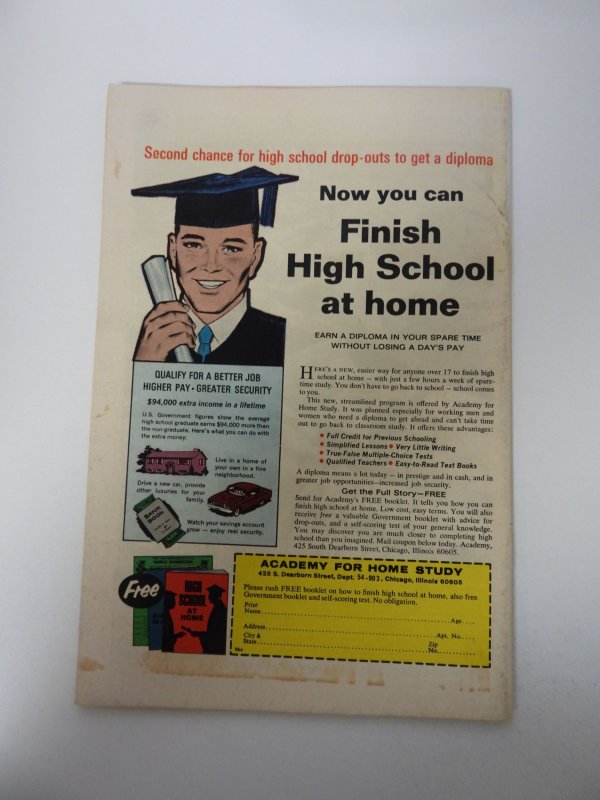 Second chance for high school drop-outs to get a diploma
Now you can
Finish
High School
at home
EARN A DIPLOMA IN YOUR SPARE TIME
WITHOUT LOSING A DAY'S PAY
QUALIFY FOR A BETTER JOB
HIGHER PAY • GREATER SECURITY
$94,000 extra income in a lifetime
U.S. Government figures show the average
high school graduate earns $94,000 more than
the non-graduate. Here's what you can do with
the extra money:
Live in a home of
your own in a fine
neighborhood.
Drive a new car, provide
other luxuries for your
family.
BANK
BOOK
Watch your savings account
grow — enjoy real security.
HERE'S A NEW, easier way for anyone over 17 to finish high
school at home — with just a few hours a week of spare-
time study. You don't have to go back to school — school comes
to you.
This new, streamlined program is offered by Academy for
Home Study. It was planned especially for working men and
women who need a diploma to get ahead and can't take time
out to go back to classroom study. It offers these advantages:
• Full Credit for Previous Schooling
• Simplified Lessons • Very Little Writing
• True-False Multiple-Choice Tests
• Qualified Teachers • Easy-to-Read Text Books
A diploma means a lot today — in prestige and in cash, and in
greater job opportunities—increased job security.
Get the Full Story—FREE
Send for Academy's FREE booklet. It tells you how you can
finish high school at home. Low cost, easy terms. You will also
receive free a valuable Government booklet with advice for
drop-outs, and a self-scoring test of your general knowledge.
You may discover you are much closer to completing high
school than you imagined. Mail coupon below today. Academy,
425 South Dearborn Street, Chicago, Illinois 60605.
Free
SAMPLE EXAMINATION
HIGH
SCHOOL
AT
HOME
ACADEMY FOR HOME STUDY
425 S. Dearborn Street, Dept. 54-903, Chicago, Illinois 60605
Please rush FREE booklet on how to finish high school at home, also free
Government booklet and self-scoring test. No obligation.
Print
Name Age
Address Apt. No.
City & Zip
State No.